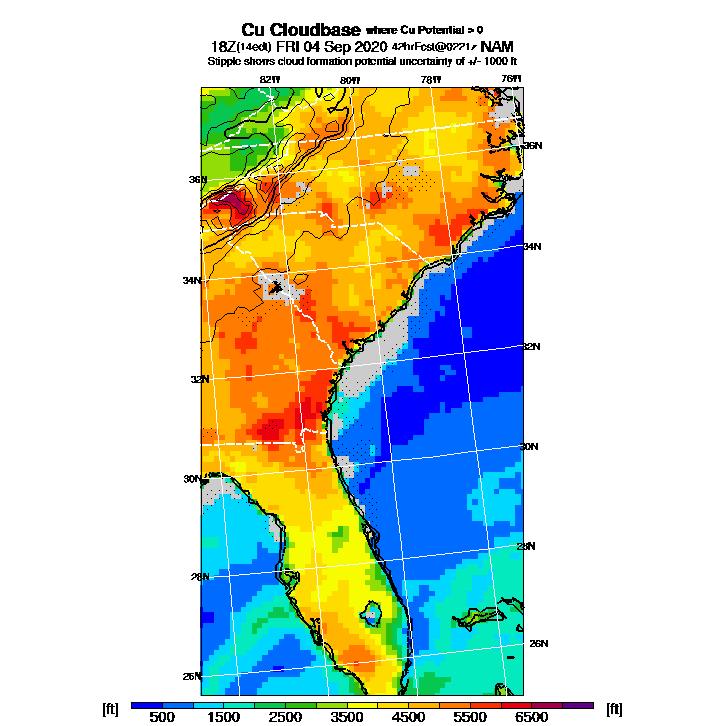 Cu Cloudbase where Cu Potential > 0
18Z(14edt) FRI 04 Sep 2020 42hrFcst@0221z NAM
Stipple shows cloud formation potential uncertainty of +/- 1000 ft
82W 80W 78W 76W
36N
36N
34N
34N
32N
32N
30N
30N
28N
28N
26N
26N
[ft] 500 1500 2500 3500 4500 5500 6500 [ft]